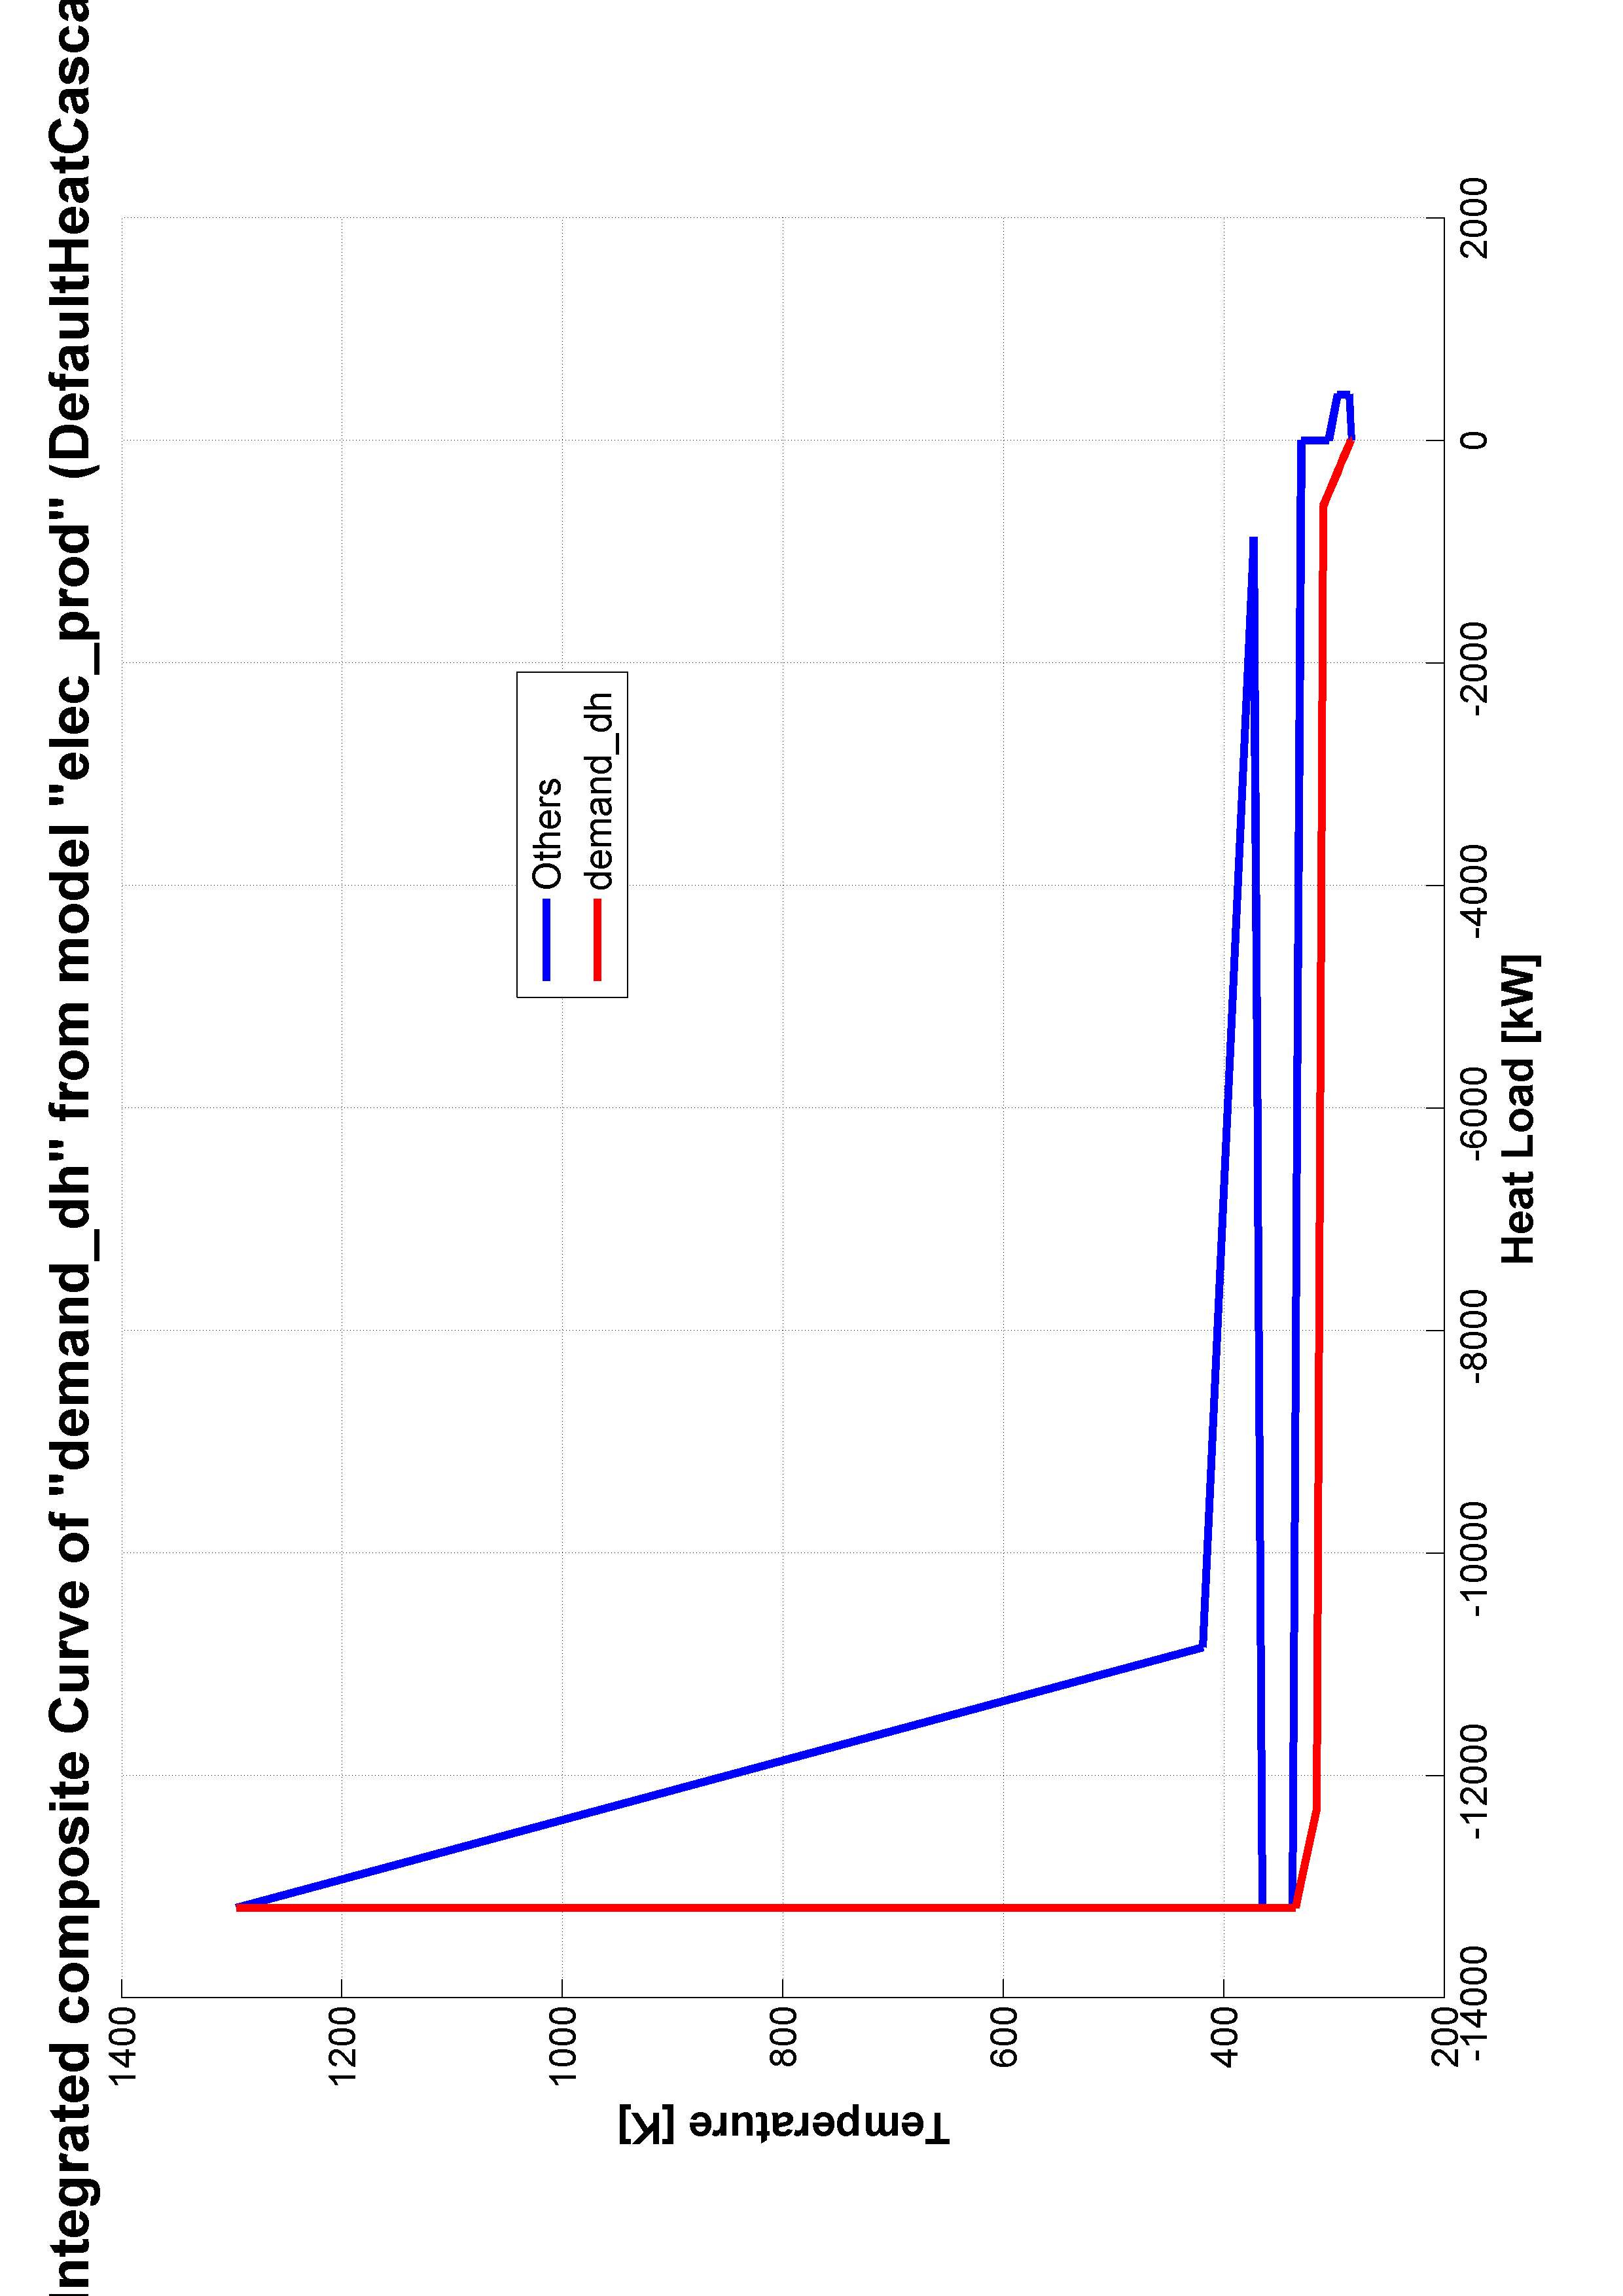 Integrated composite Curve of "demand_dh" from model "elec_prod" (DefaultHeatCasca
1400
1200
1000
800
600
400
200
Temperature [K]
Others
demand_dh
-14000 -12000 -10000 -8000 -6000 -4000 -2000 0 2000
Heat Load [kW]